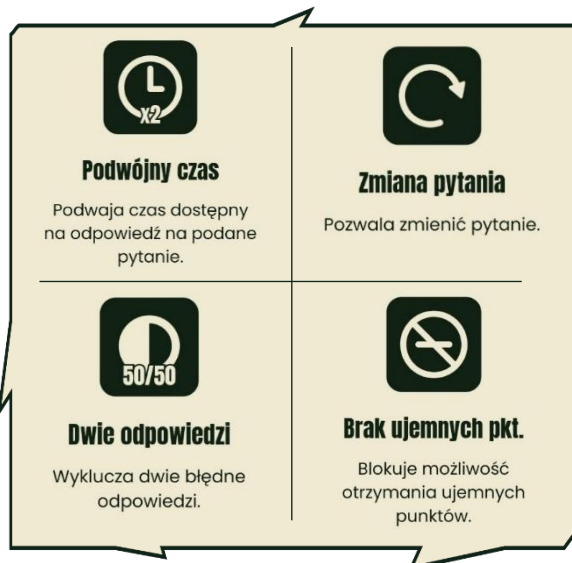 x2
Podwójny czas
Podwaja czas dostępny
na odpowiedź na podane
pytanie.
Zmiana pytania
Pozwala zmienić pytanie.
50/50
Dwie odpowiedzi
Wyklucza dwie błędne
odpowiedzi.
Brak ujemnych pkt.
Blokuje możliwość
otrzymania ujemnych
punktów.